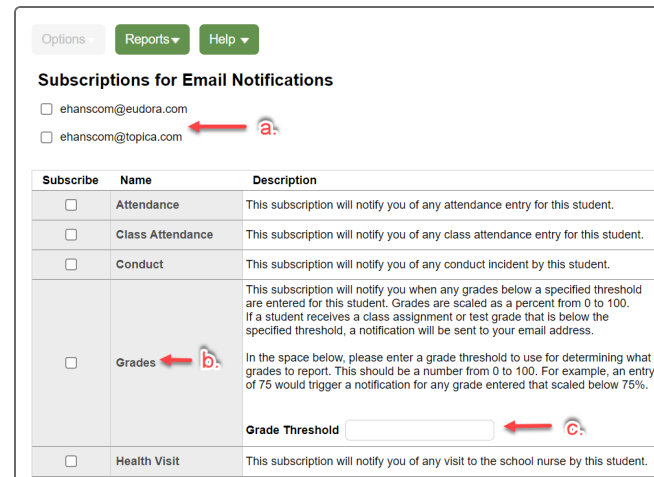 Options Reports Help
Subscriptions for Email Notifications
ehanscom@eudora.com
ehanscom@topica.com
a.
Subscribe Name Description
Attendance This subscription will notify you of any attendance entry for this student.
Class Attendance This subscription will notify you of any class attendance entry for this student.
Conduct This subscription will notify you of any conduct incident by this student.
This subscription will notify you when any grades below a specified threshold
are entered for this student. Grades are scaled as a percent from 0 to 100.
If a student receives a class assignment or test grade that is below the
specified threshold, a notification will be sent to your email address.
Grades b.
In the space below, please enter a grade threshold to use for determining what
grades to report. This should be a number from 0 to 100. For example, an entry
of 75 would trigger a notification for any grade entered that scaled below 75%.
Grade Threshold c.
Health Visit This subscription will notify you of any visit to the school nurse by this student.